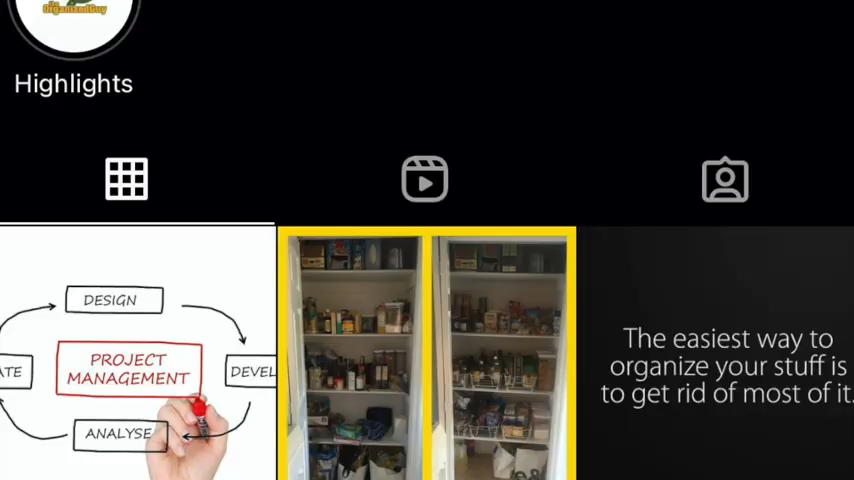 OrganizedGuy
Highlights
DESIGN
PROJECT
MANAGEMENT
ATE
DEVEL
ANALYSE
The easiest way to
organize your stuff is
to get rid of most of it.